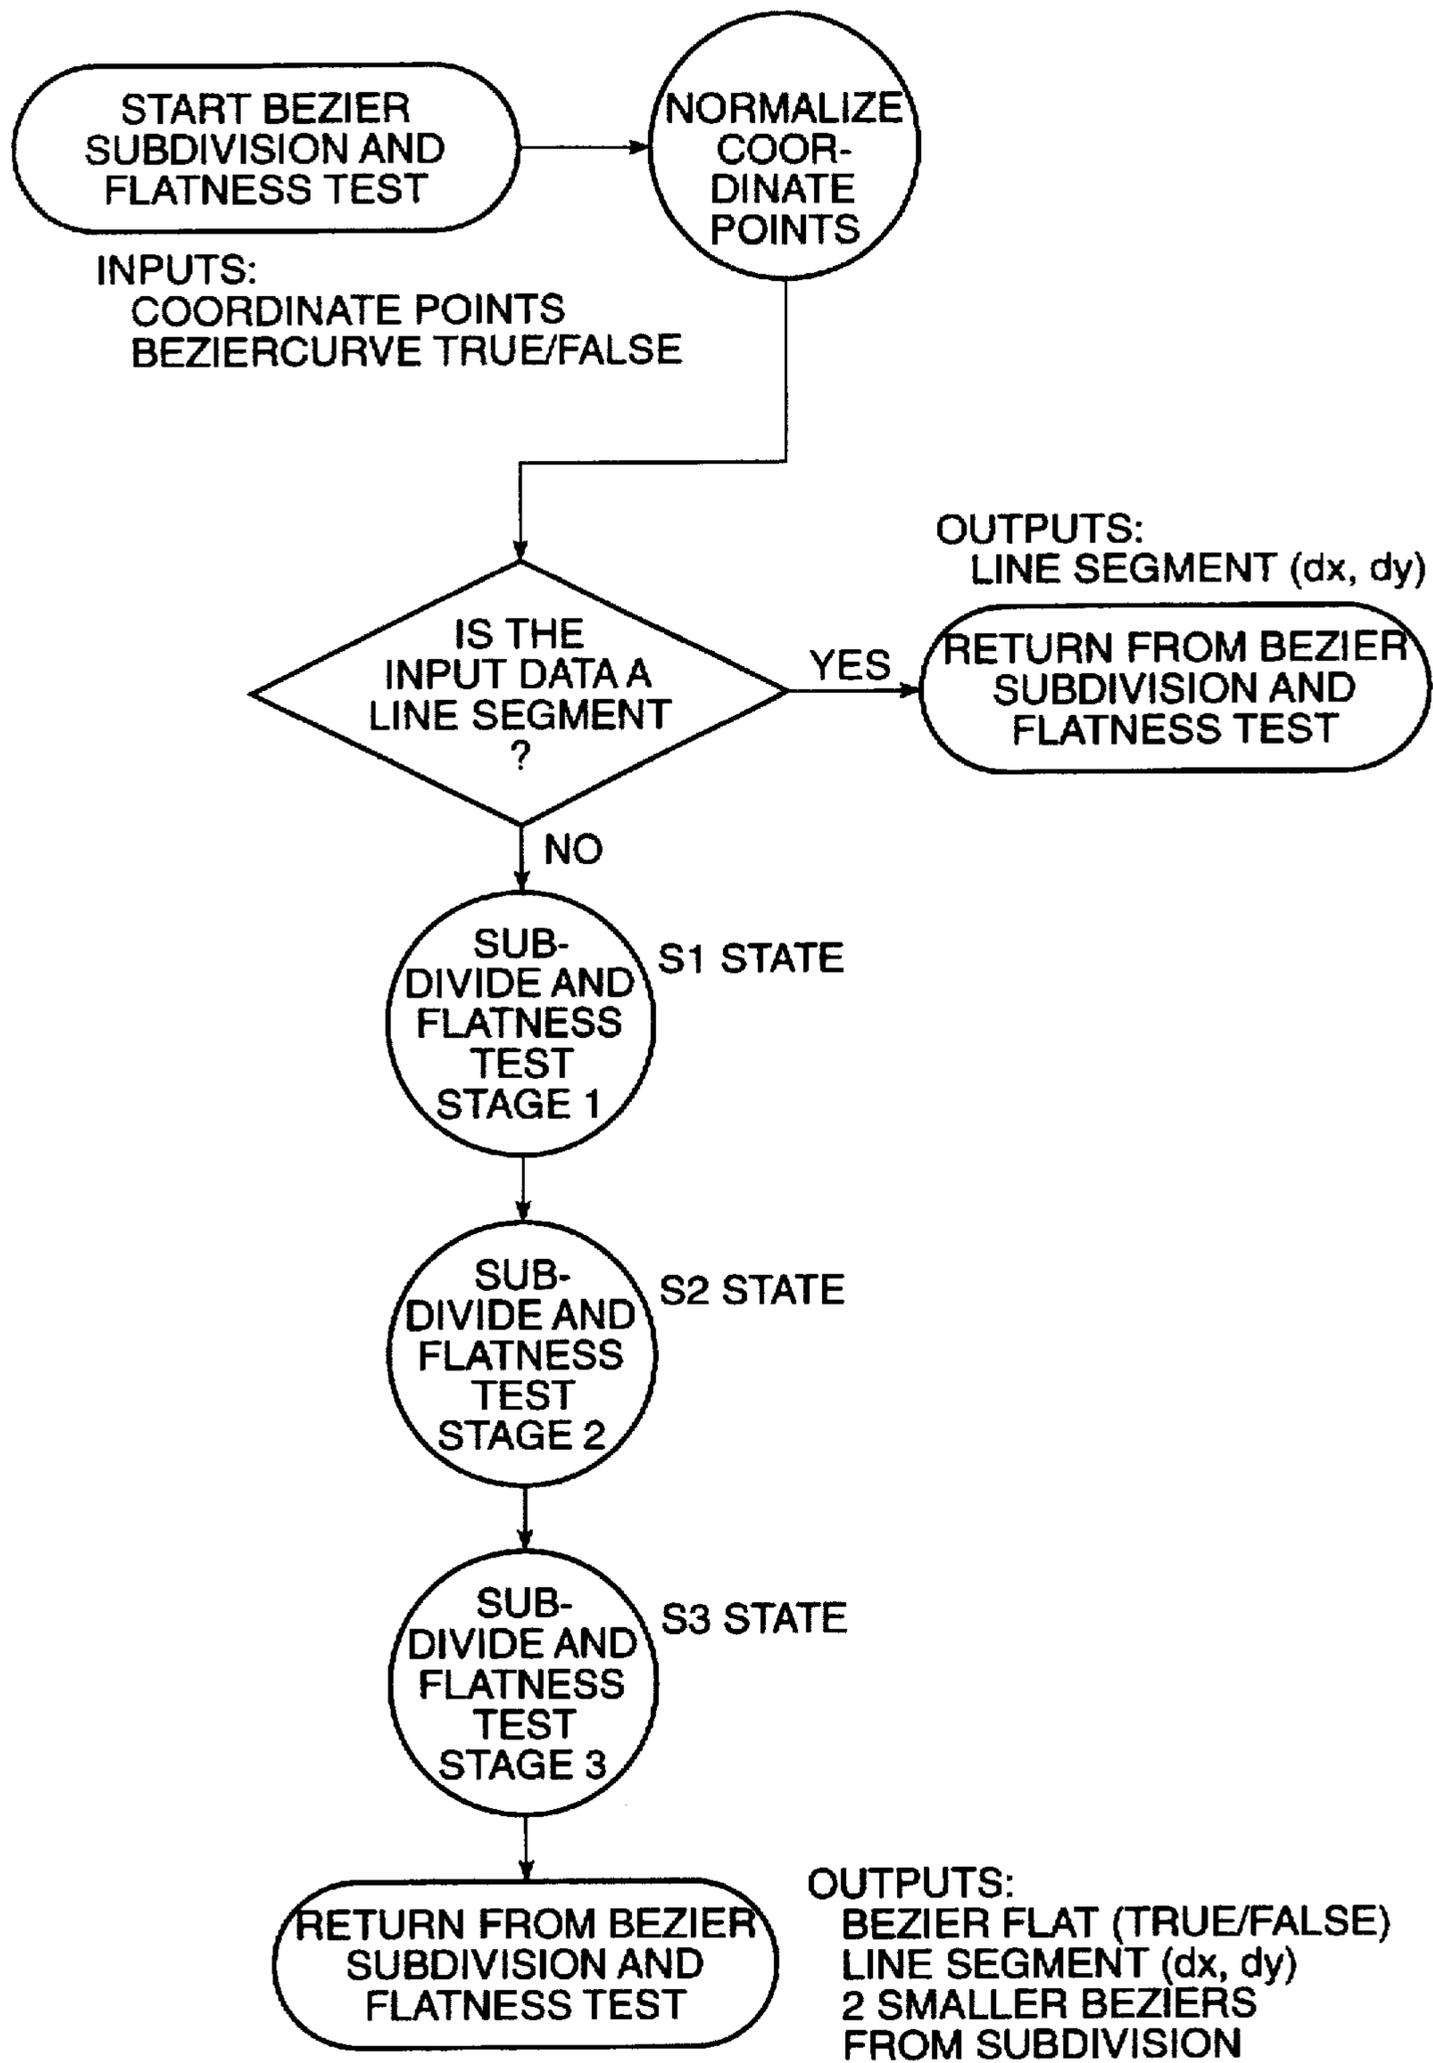 START BEZIER
SUBDIVISION AND
FLATNESS TEST
NORMALIZE
COOR-
DINATE
POINTS
INPUTS:
COORDINATE POINTS
BEZIERCURVE TRUE/FALSE
IS THE
INPUT DATA A
LINE SEGMENT
?
YES
OUTPUTS:
LINE SEGMENT (dx, dy)
RETURN FROM BEZIER
SUBDIVISION AND
FLATNESS TEST
NO
SUB-
DIVIDE AND
FLATNESS
TEST
STAGE 1
S1 STATE
SUB-
DIVIDE AND
FLATNESS
TEST
STAGE 2
S2 STATE
SUB-
DIVIDE AND
FLATNESS
TEST
STAGE 3
S3 STATE
RETURN FROM BEZIER
SUBDIVISION AND
FLATNESS TEST
OUTPUTS:
BEZIER FLAT (TRUE/FALSE)
LINE SEGMENT (dx, dy)
2 SMALLER BEZIERS
FROM SUBDIVISION